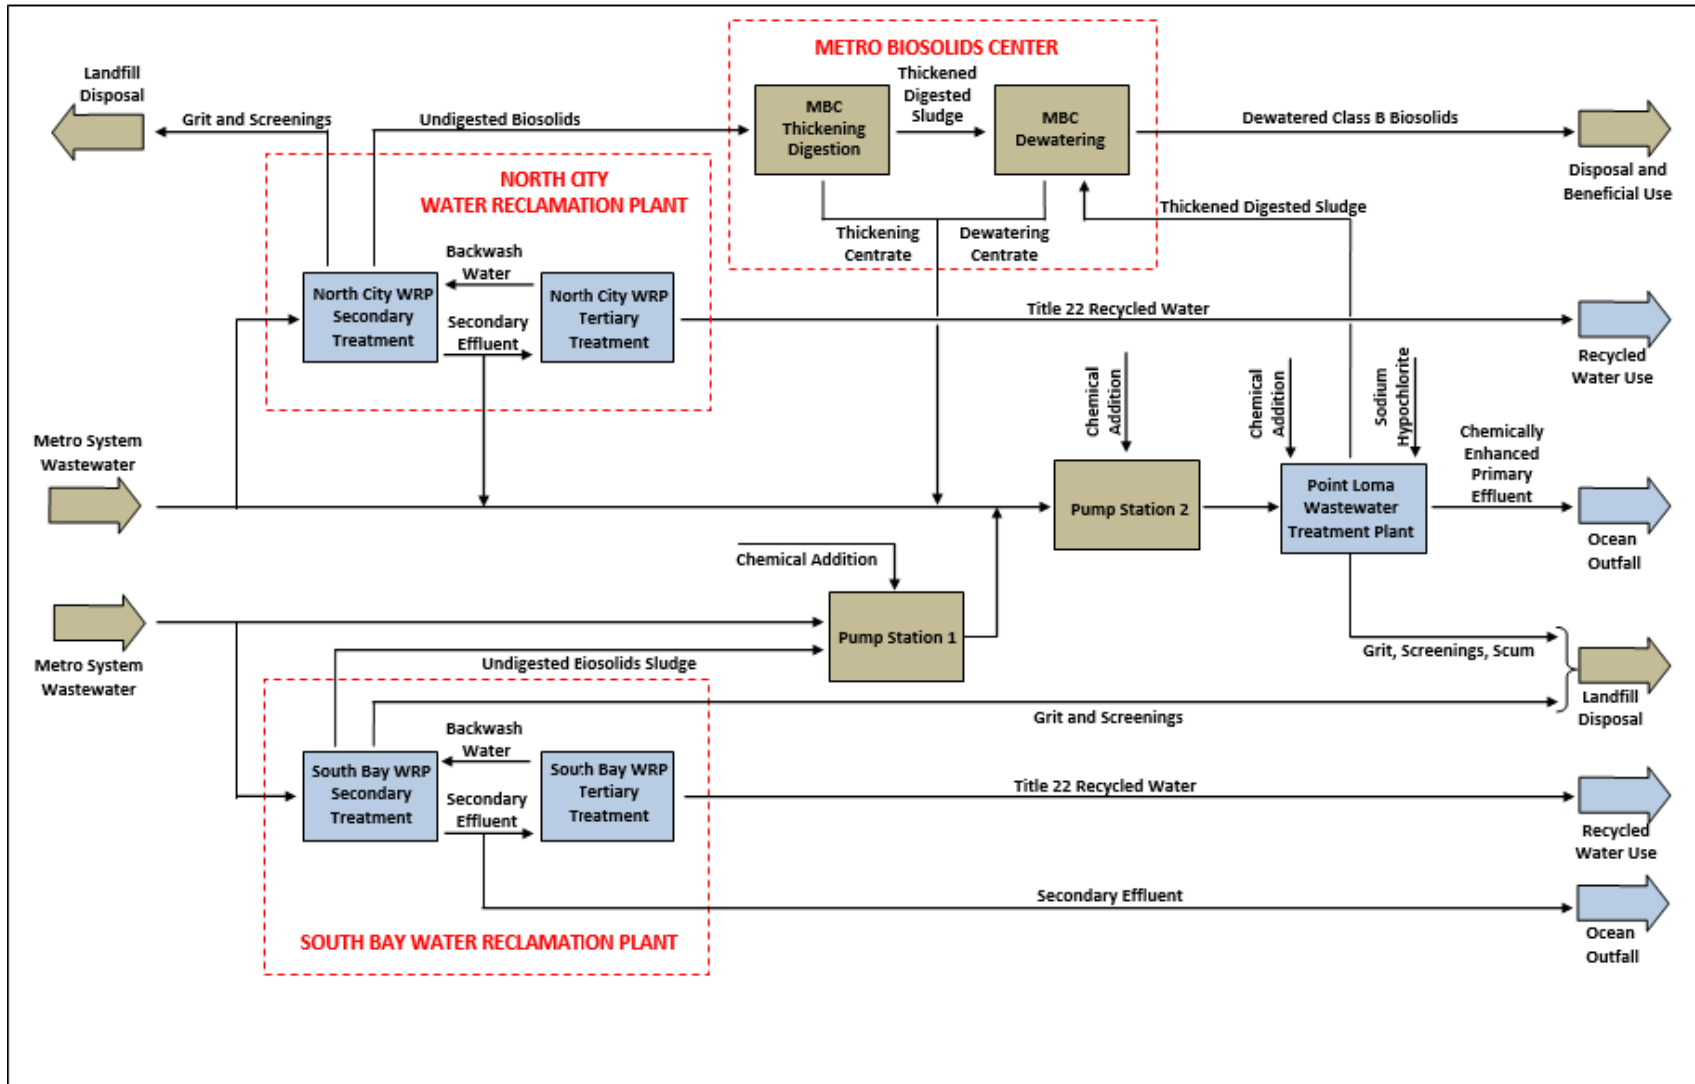 METRO BIOSOLIDS CENTER
Landfill
Disposal
Grit and Screenings
Undigested Biosolids
MBC
Thickening
Digestion
Thickened
Digested
Sludge
MBC
Dewatering
Dewatered Class B Biosolids
Disposal and
Beneficial Use
NORTH CITY
WATER RECLAMATION PLANT
Thickening
Centrate
Dewatering
Centrate
Thickened Digested Sludge
North City WRP
Secondary
Treatment
Backwash
Water
Secondary
Effluent
North City WRP
Tertiary
Treatment
Title 22 Recycled Water
Recycled
Water Use
Metro System
Wastewater
Chemical
Addition
Pump Station 2
Chemical
Addition
Sodium
Hypochlorite
Point Loma
Wastewater
Treatment Plant
Chemically
Enhanced
Primary
Effluent
Ocean
Outfall
Chemical Addition
Pump Station 1
Metro System
Wastewater
Undigested Eiosolids Sludge
Grit, Screenings, Scum
Grit and Screenings
Landfill
Disposal
South Bay WRP
Secondary
Treatment
Backwash
Water
Secondary
Effluent
South Bay WRP
Tertiary
Treatment
Title 22 Recycled Water
Recycled
Water Use
Secondary Effluent
Ocean
Outfall
SOUTH BAY WATER RECLAMATION PLANT